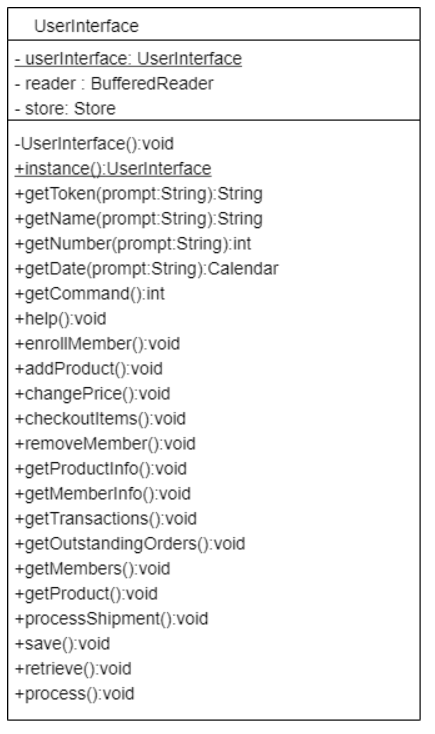 UserInterface
- userInterface: UserInterface
- reader : BufferedReader
- store: Store
-UserInterface():void
+instance():UserInterface
+getToken(prompt:String):String
+getName(prompt:String):String
+getNumber(prompt:String):int
+getDate(prompt:String):Calendar
+getCommand():int
+help():void
+enrollMember():void
+addProduct():void
+changePrice():void
+checkoutItems():void
+removeMember():void
+getProductInfo():void
+getMemberInfo():void
+getTransactions():void
+getOutstandingOrders():void
+getMembers():void
+getProduct():void
+processShipment():void
+save():void
+retrieve():void
+process():void